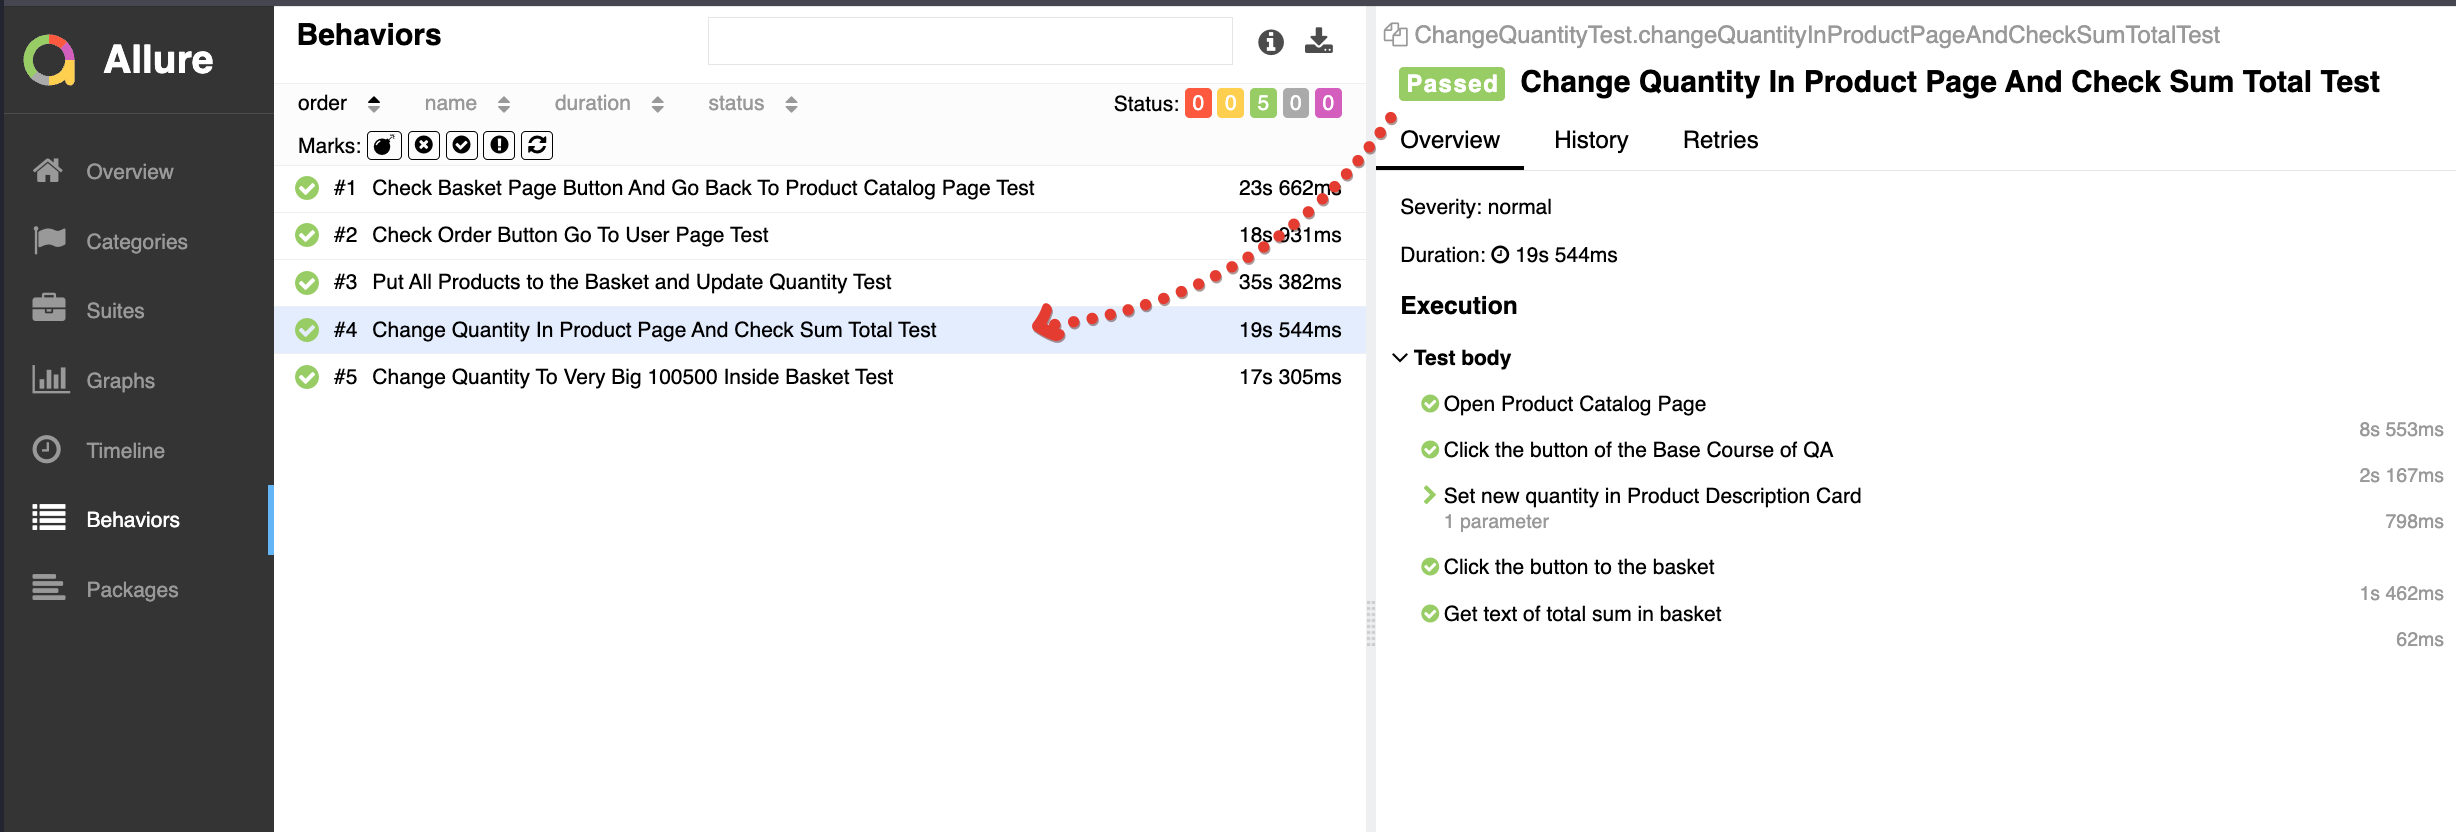 Allure
Overview
Categories
Suites
Graphs
Timeline
Behaviors
Packages
Behaviors
order name duration status Status: 0 0 5 0 0
Marks:
#1 Check Basket Page Button And Go Back To Product Catalog Page Test 23s 662ms
#2 Check Order Button Go To User Page Test 18s 931ms
#3 Put All Products to the Basket and Update Quantity Test 35s 382ms
#4 Change Quantity In Product Page And Check Sum Total Test 19s 544ms
#5 Change Quantity To Very Big 100500 Inside Basket Test 17s 305ms
ChangeQuantityTest.changeQuantityInProductPageAndCheckSumTotalTest
Passed Change Quantity In Product Page And Check Sum Total Test
Overview History Retries
Severity: normal
Duration: 19s 544ms
Execution
Test body
Open Product Catalog Page
8s 553ms
Click the button of the Base Course of QA
2s 167ms
Set new quantity in Product Description Card
1 parameter 798ms
Click the button to the basket
1s 462ms
Get text of total sum in basket
62ms